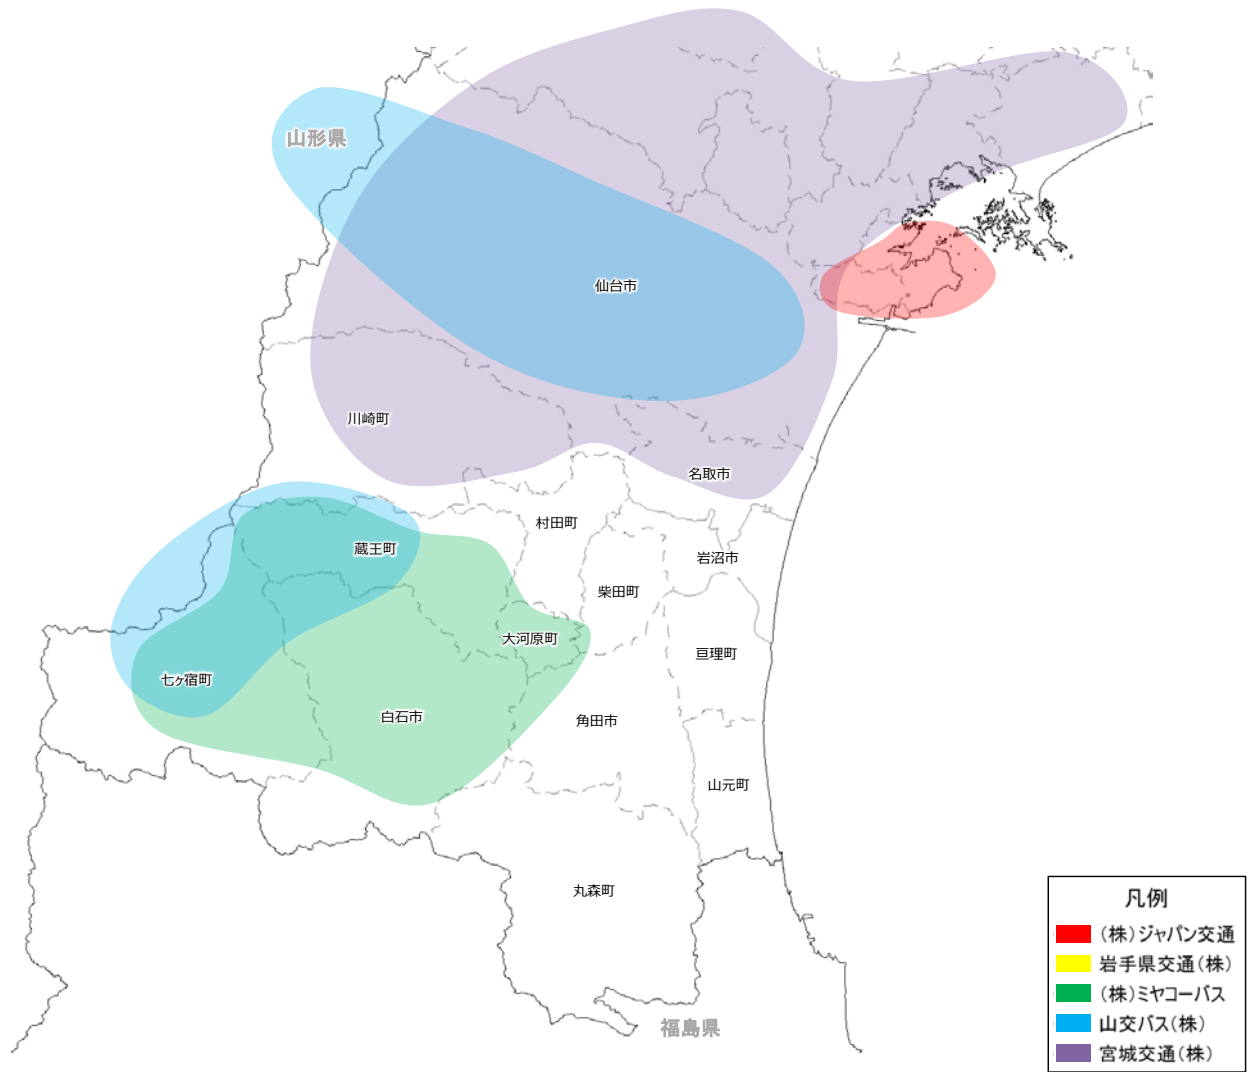 山形県
仙台市
川崎町
名取市
村田町
蔵王町
岩沼市
柴田町
大河原町
亘理町
七ヶ宿町
白石市
角田市
山元町
丸森町
福島県
凡例
（株）ジャパン交通
岩手県交通（株）
（株）ミヤコーバス
山交バス（株）
宮城交通（株）